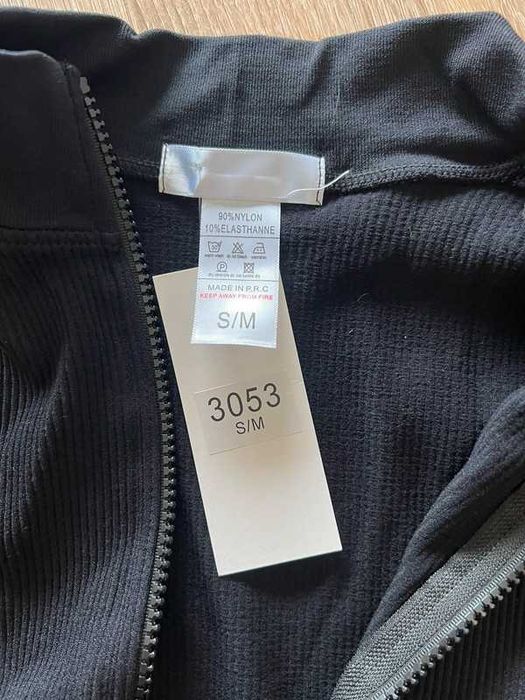 90%NYLON
10%ELASTHANNE
MADE IN P.R.C
KEEP AWAY FROM FIRE
S/M
3053
S/M